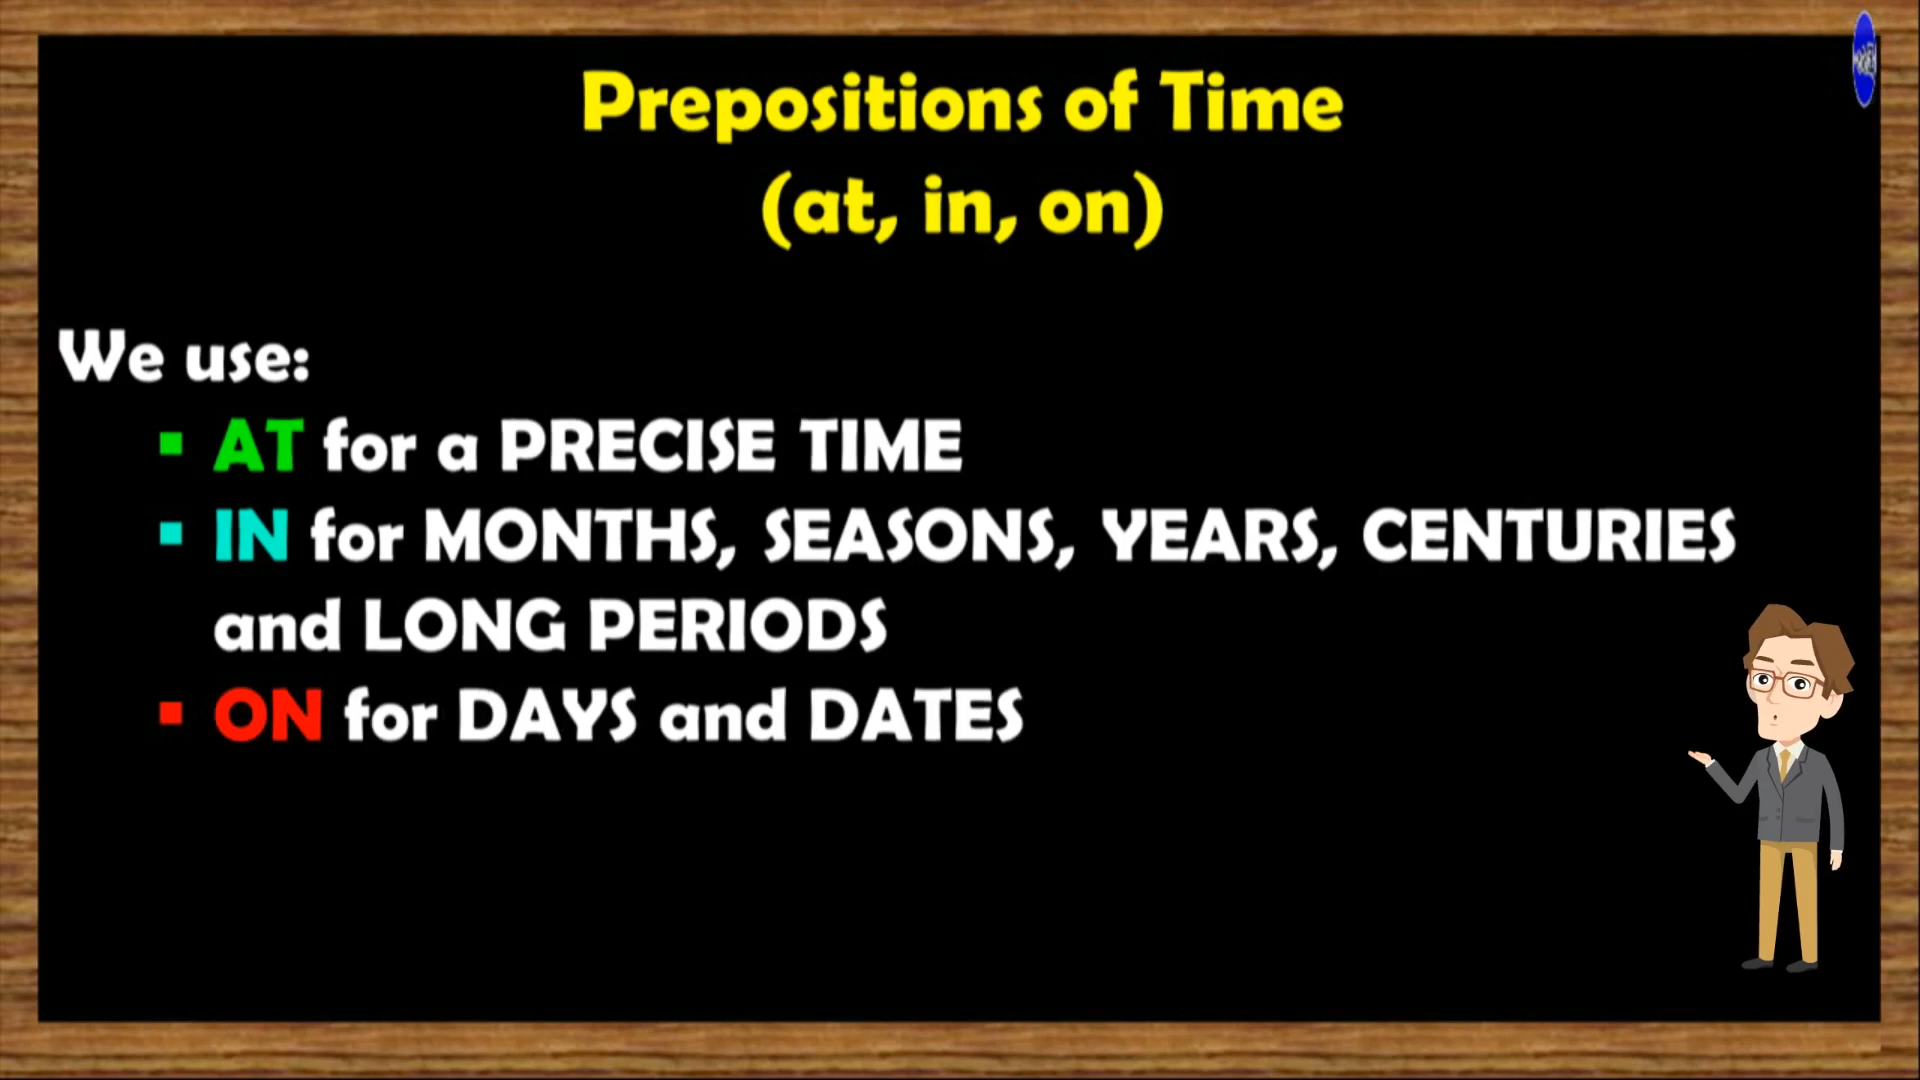 Prepositions of Time
(at, in, on)
We use:
▪ AT for a PRECISE TIME
▪ IN for MONTHS, SEASONS, YEARS, CENTURIES
and LONG PERIODS
▪ ON for DAYS and DATES